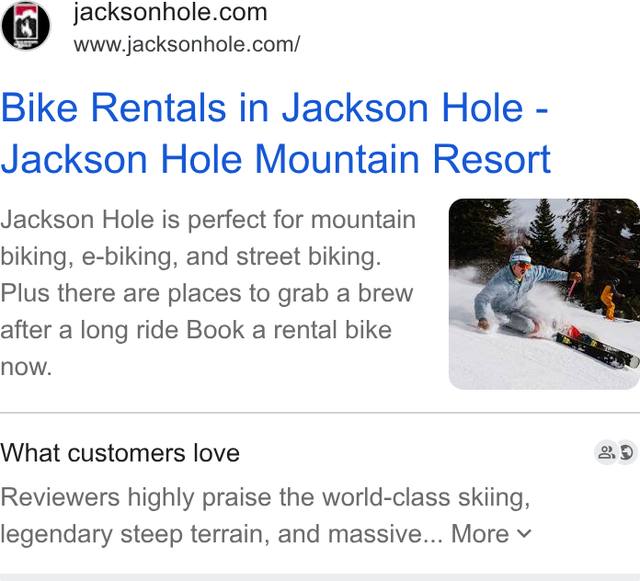 jacksonhole.com
www.jacksonhole.com/
Bike Rentals in Jackson Hole -
Jackson Hole Mountain Resort
Jackson Hole is perfect for mountain
biking, e-biking, and street biking.
Plus there are places to grab a brew
after a long ride Book a rental bike
now.
What customers love
Reviewers highly praise the world-class skiing,
legendary steep terrain, and massive... More